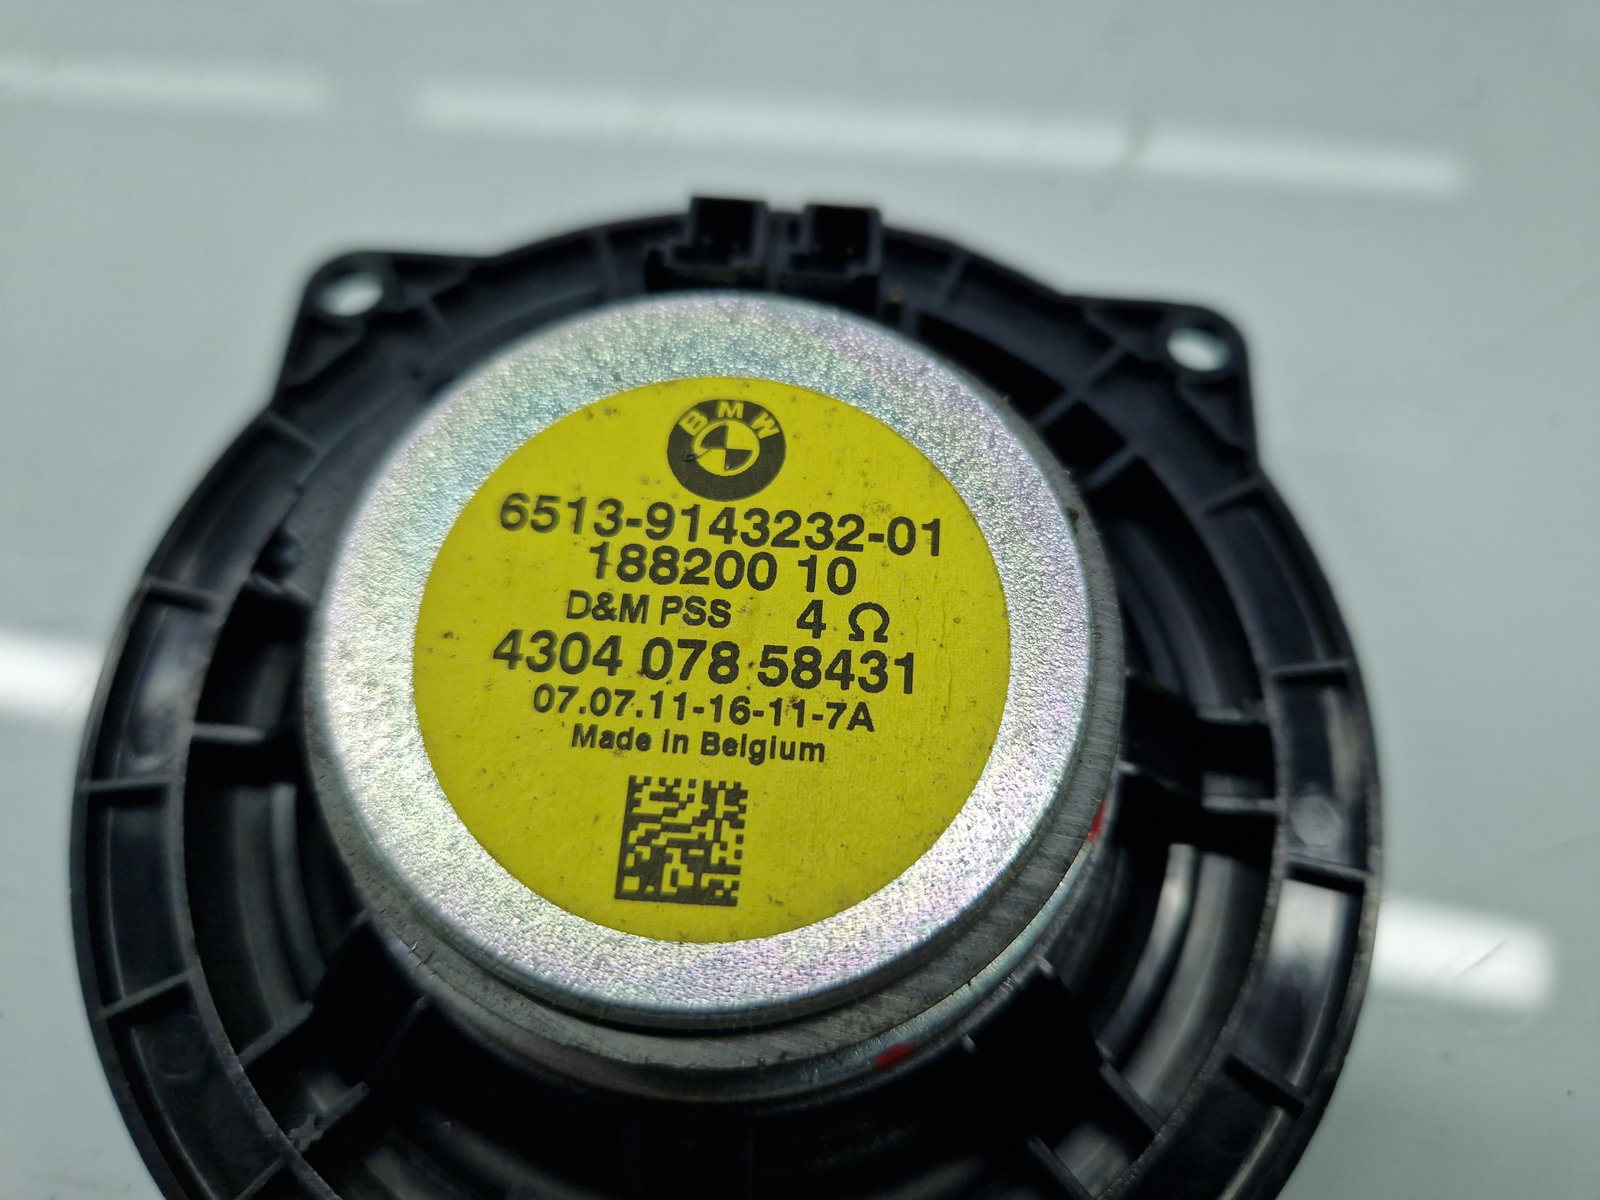 BMW
6513-9143232-01
188200 10
D&M PSS 4 Ω
4304 078 58431
07.07.11-16-11-7A
Made in Belgium